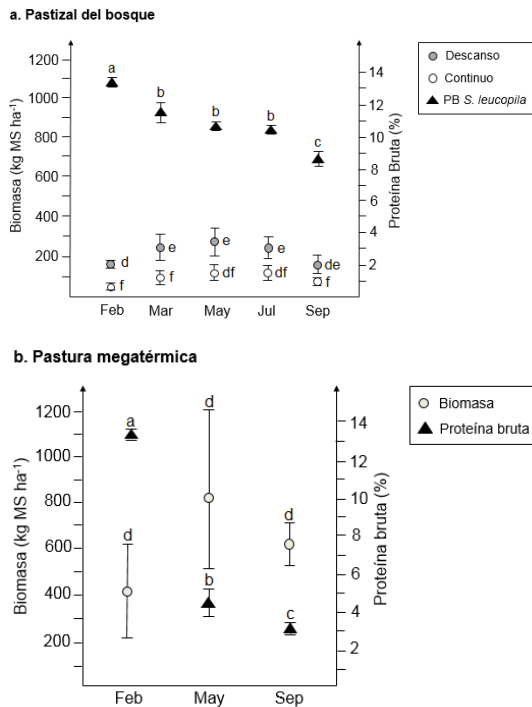 a. Pastizal del bosque
1200
1000
800
600
400
200
Biomasa (kg MS ha-1)
14
12
10
8
6
4
2
Proteína Bruta (%)
a
b
b
b
c
d
e
e
e
de
f
f
df
df
f
Feb Mar May Jul Sep
Descanso
Continuo
PB S. leucopila
b. Pastura megatérmica
1200
1000
800
600
400
200
Biomasa (kg MS ha-1)
14
12
10
8
6
4
2
Proteína bruta (%)
a
d
d
d
b
c
Feb May Sep
Biomasa
Proteína bruta